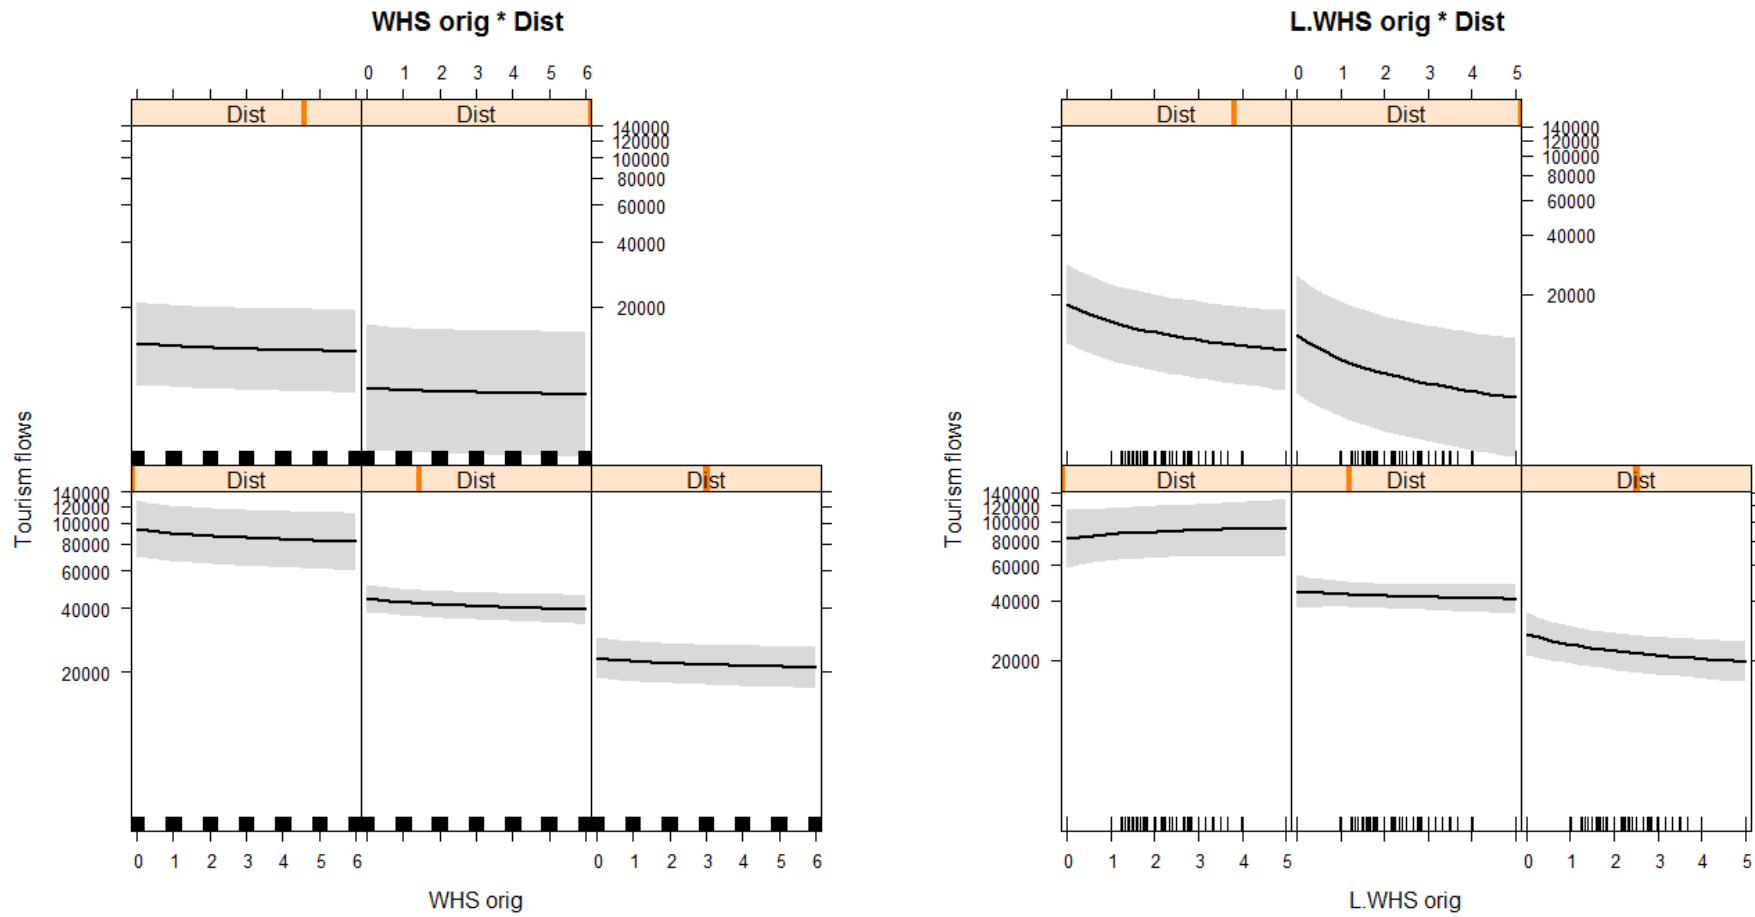 WHS orig * Dist
0 1 2 3 4 5 6
Dist Dist
140000
120000
100000
80000
60000
40000
20000
Dist Dist Dist
Tourism flows
140000
120000
100000
80000
60000
40000
20000
0 1 2 3 4 5 6 0 1 2 3 4 5 6
WHS orig
L.WHS orig * Dist
0 1 2 3 4 5
Dist Dist
140000
120000
100000
80000
60000
40000
20000
Dist Dist Dist
Tourism flows
140000
120000
100000
80000
60000
40000
20000
0 1 2 3 4 5 0 1 2 3 4 5
L.WHS orig